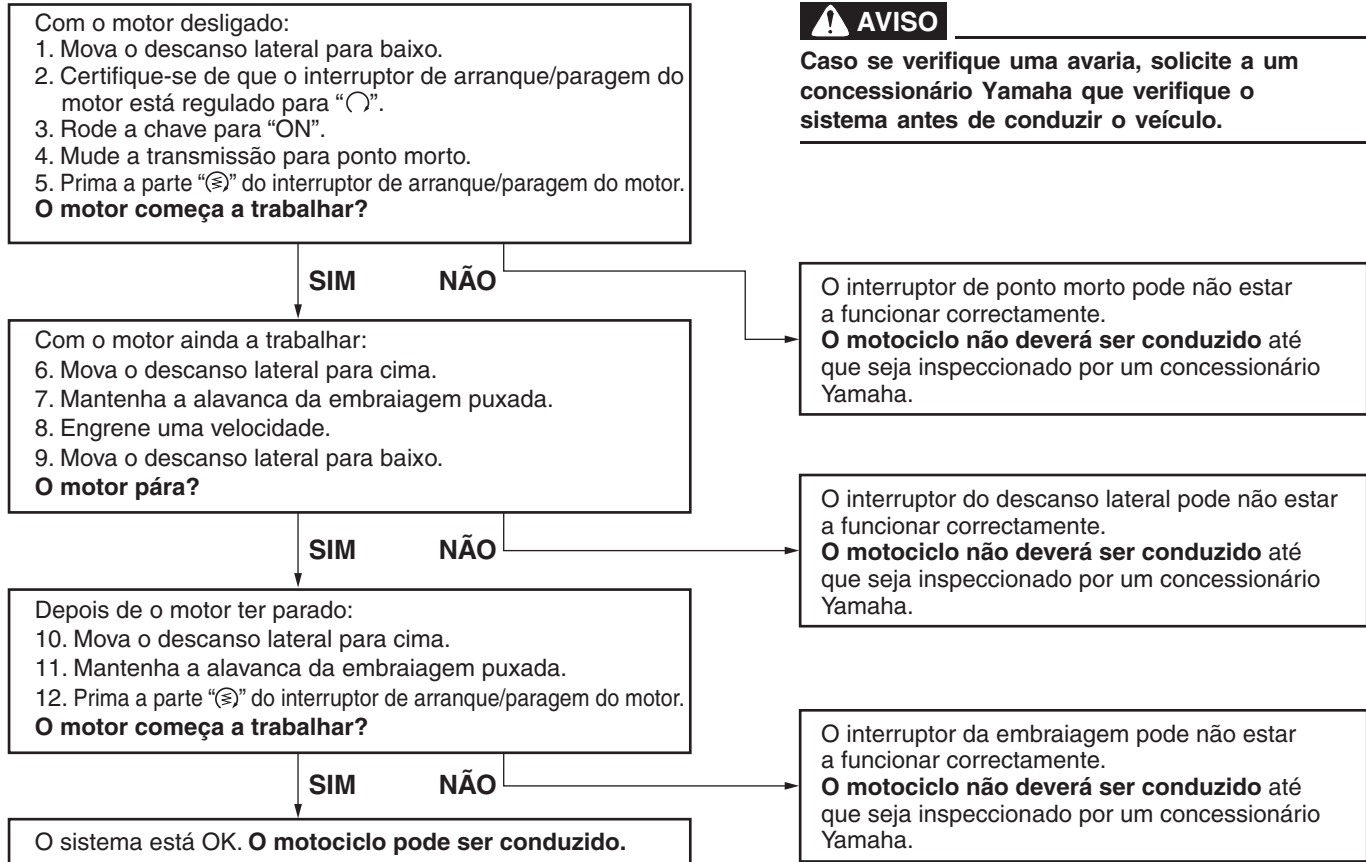 Com o motor desligado:
1. Mova o descanso lateral para baixo.
2. Certifique-se de que o interruptor de arranque/paragem do
motor está regulado para “ ”.
3. Rode a chave para “ON”.
4. Mude a transmissão para ponto morto.
5. Prima a parte “ ” do interruptor de arranque/paragem do motor.
O motor começa a trabalhar?
AVISO
Caso se verifique uma avaria, solicite a um
concessionário Yamaha que verifique o
sistema antes de conduzir o veículo.
SIM NÃO
O interruptor de ponto morto pode não estar
a funcionar correctamente.
O motociclo não deverá ser conduzido até
que seja inspeccionado por um concessionário
Yamaha.
Com o motor ainda a trabalhar:
6. Mova o descanso lateral para cima.
7. Mantenha a alavanca da embraiagem puxada.
8. Engrene uma velocidade.
9. Mova o descanso lateral para baixo.
O motor pára?
SIM NÃO
O interruptor do descanso lateral pode não estar
a funcionar correctamente.
O motociclo não deverá ser conduzido até
que seja inspeccionado por um concessionário
Yamaha.
Depois de o motor ter parado:
10. Mova o descanso lateral para cima.
11. Mantenha a alavanca da embraiagem puxada.
12. Prima a parte “ ” do interruptor de arranque/paragem do motor.
O motor começa a trabalhar?
SIM NÃO
O interruptor da embraiagem pode não estar
a funcionar correctamente.
O motociclo não deverá ser conduzido até
que seja inspeccionado por um concessionário
Yamaha.
O sistema está OK. O motociclo pode ser conduzido.